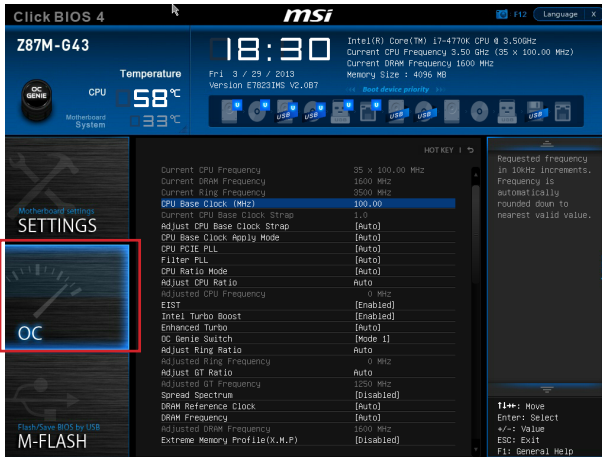 Click BIOS 4
msi
F12
Language
X
Z87M-G43
18:30
Fri 3 / 29 / 2013
Version E7823IMS V2.0B7
Intel(R) Core(TM) i7-4770K CPU @ 3.50GHz
Current CPU Frequency 3.50 GHz (35 x 100.00 MHz)
Current DRAM Frequency 1600 MHz
Memory Size : 4096 MB
Boot device priority
OC
GENIE
Temperature
CPU 58°C
Motherboard
System 33°C
USB USB USB USB
HOT KEY
Motherboard settings
SETTINGS
OC
Flash/Save BIOS by USB
M-FLASH
Current CPU Frequency 35 x 100.00 MHz
Current DRAM Frequency 1600 MHz
Current Ring Frequency 3500 MHz
CPU Base Clock (MHz) 100.00
Current CPU Base Clock Strap 1.0
Adjust CPU Base Clock Strap [Auto]
CPU Base Clock Apply Mode [Auto]
CPU PCIE PLL [Auto]
Filter PLL [Auto]
CPU Ratio Mode [Auto]
Adjust CPU Ratio Auto
Adjusted CPU Frequency 0 MHz
EIST [Enabled]
Intel Turbo Boost [Enabled]
Enhanced Turbo [Auto]
OC Genie Switch [Mode 1]
Adjust Ring Ratio Auto
Adjusted Ring Frequency 0 MHz
Adjust GT Ratio Auto
Adjusted GT Frequency 1250 MHz
Spread Spectrum [Disabled]
DRAM Reference Clock [Auto]
DRAM Frequency [Auto]
Adjusted DRAM Frequency 1600 MHz
Extreme Memory Profile(X.M.P) [Disabled]
Requested frequency
in 10kHz increments.
Frequency is
automatically
rounded down to
nearest valid value.
↑↓→←: Move
Enter: Select
+/-: Value
ESC: Exit
F1: General Help